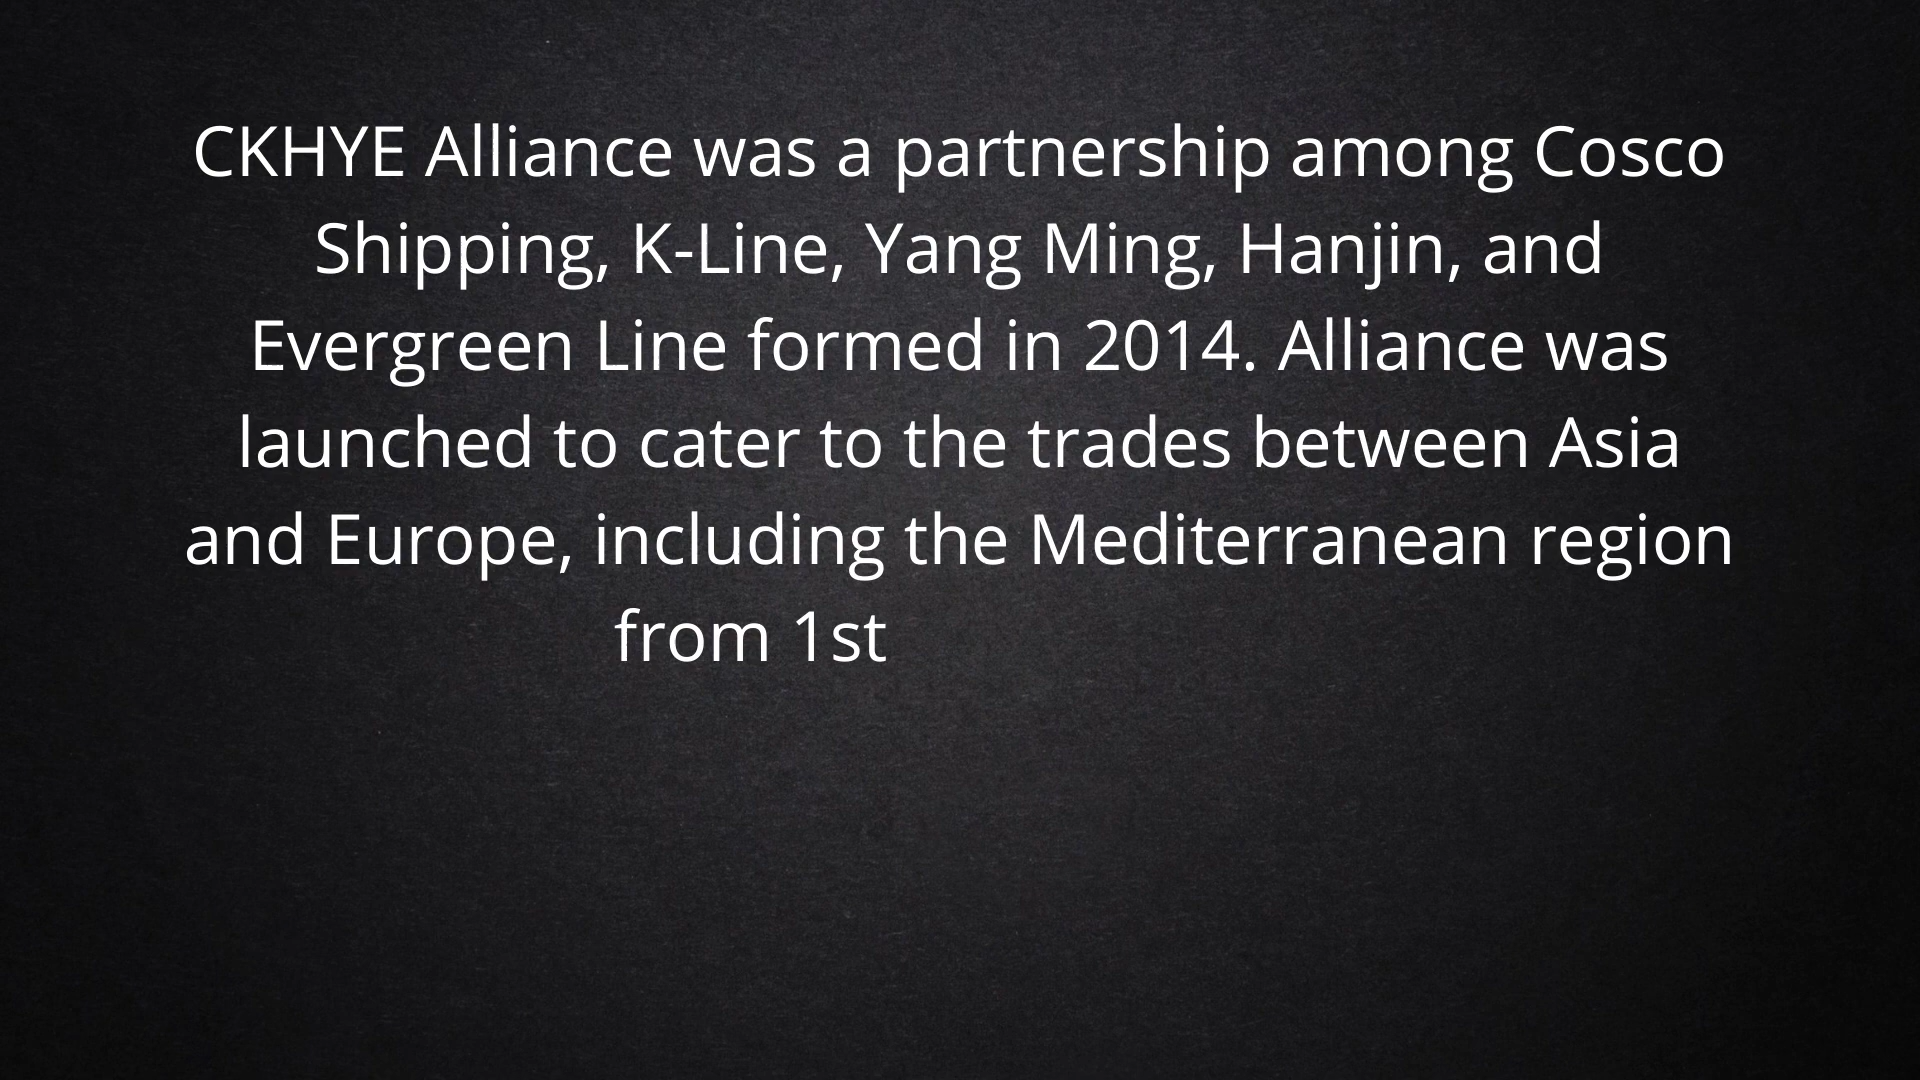 CKHYE Alliance was a partnership among Cosco
Shipping, K-Line, Yang Ming, Hanjin, and
Evergreen Line formed in 2014. Alliance was
launched to cater to the trades between Asia
and Europe, including the Mediterranean region
from 1st